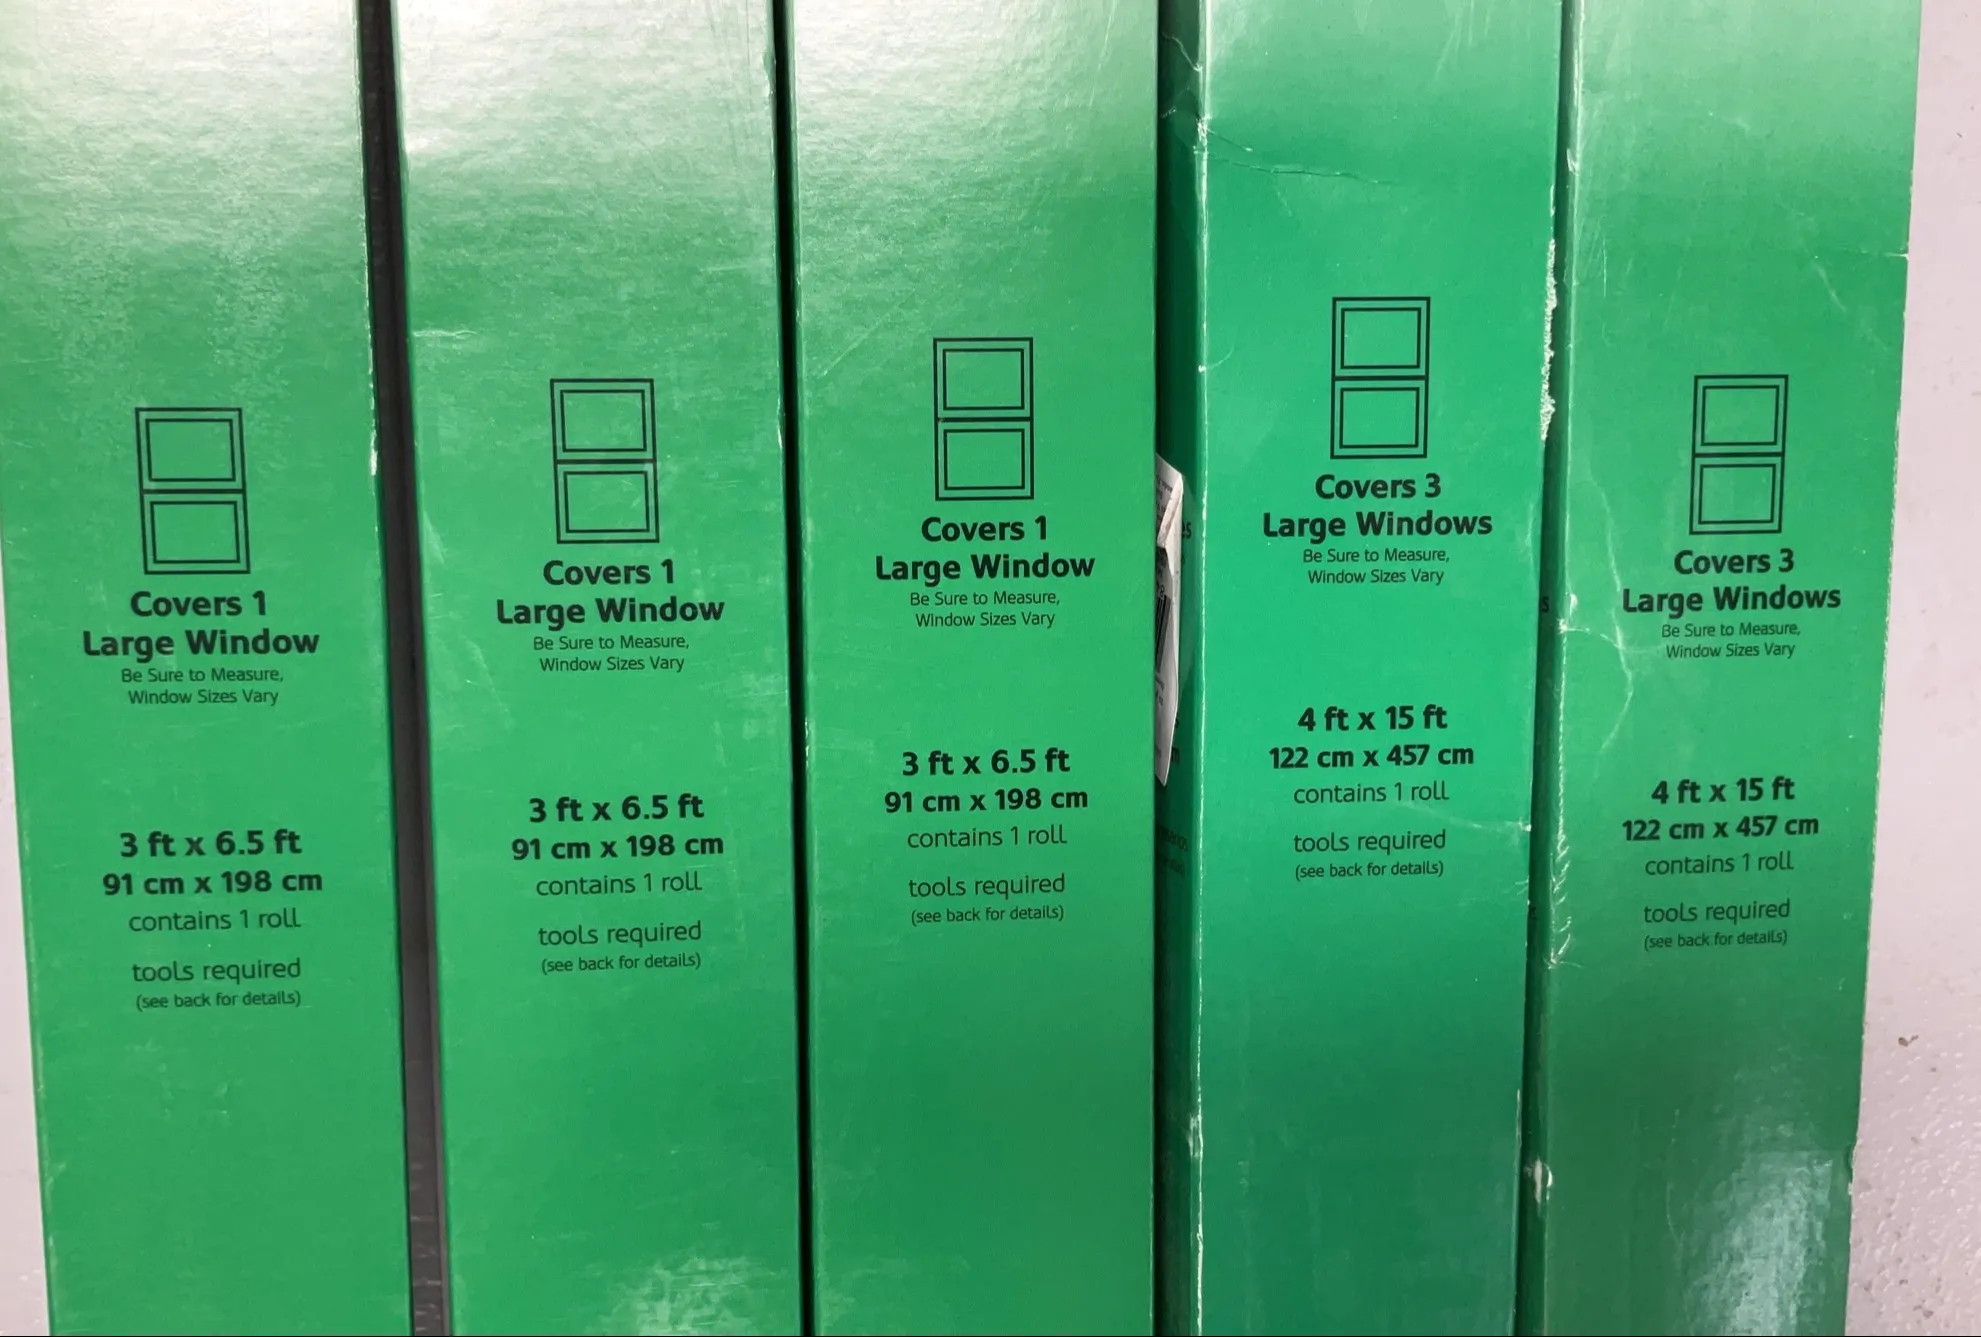 Covers 1
Large Window
Be Sure to Measure,
Window Sizes Vary
3 ft x 6.5 ft
91 cm x 198 cm
contains 1 roll
tools required
(see back for details)
Covers 1
Large Window
Be Sure to Measure,
Window Sizes Vary
3 ft x 6.5 ft
91 cm x 198 cm
contains 1 roll
tools required
(see back for details)
Covers 1
Large Window
Be Sure to Measure,
Window Sizes Vary
3 ft x 6.5 ft
91 cm x 198 cm
contains 1 roll
tools required
(see back for details)
Covers 3
Large Windows
Be Sure to Measure,
Window Sizes Vary
4 ft x 15 ft
122 cm x 457 cm
contains 1 roll
tools required
(see back for details)
Covers 3
Large Windows
Be Sure to Measure,
Window Sizes Vary
4 ft x 15 ft
122 cm x 457 cm
contains 1 roll
tools required
(see back for details)